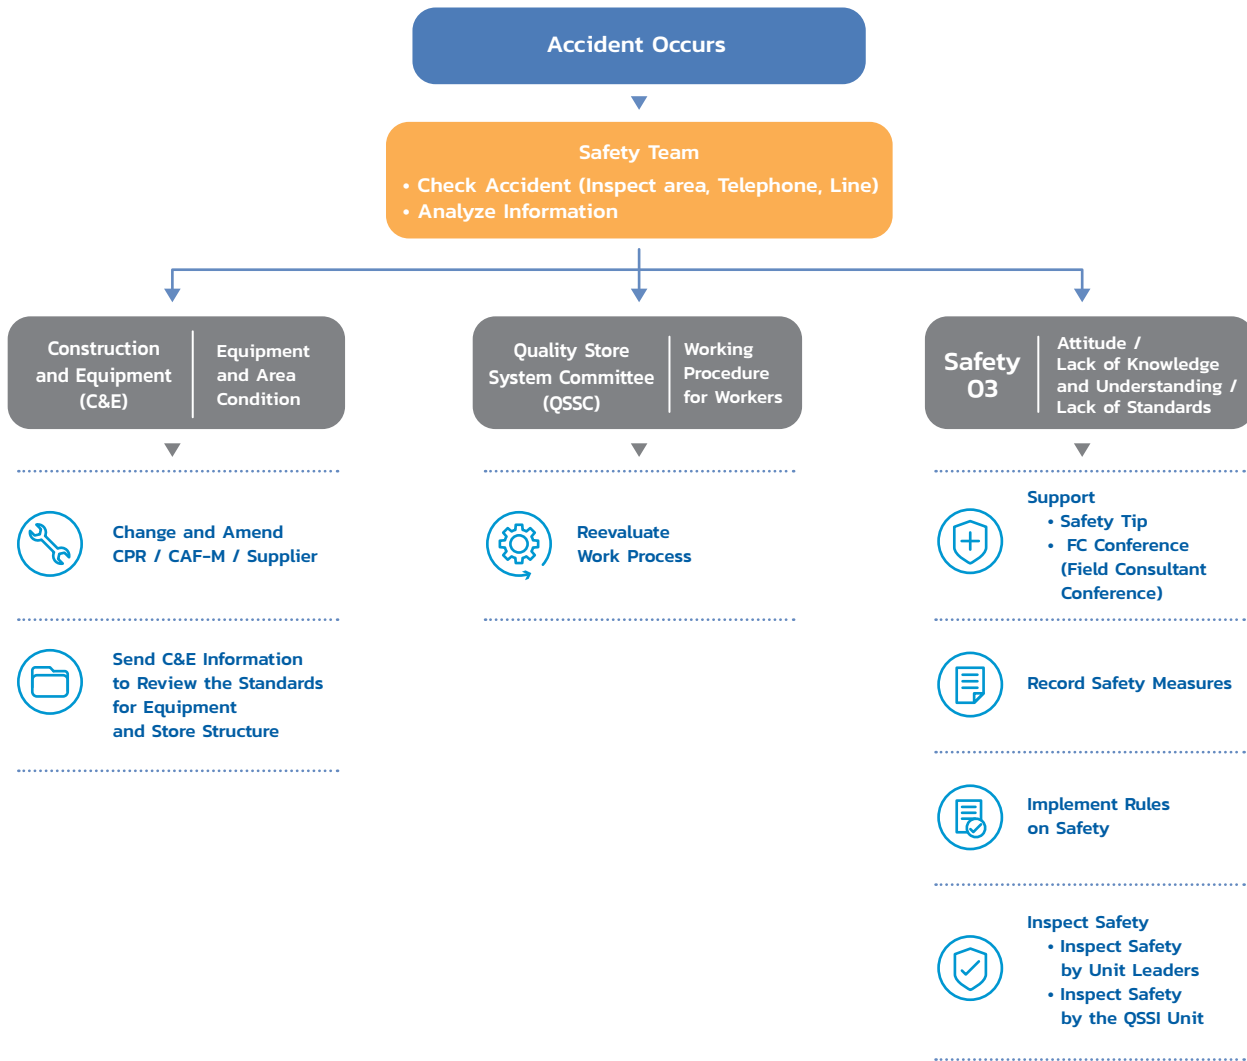 Accident Occurs
Safety Team
• Check Accident (Inspect area, Telephone, Line)
• Analyze Information
Construction
and Equipment
(C&E)
Equipment
and Area
Condition
Quality Store
System Committee
(QSSC)
Working
Procedure
for Workers
Safety
03
Attitude /
Lack of Knowledge
and Understanding /
Lack of Standards
Change and Amend
CPR / CAF-M / Supplier
Send C&E Information
to Review the Standards
for Equipment
and Store Structure
Reevaluate
Work Process
Support
• Safety Tip
• FC Conference
(Field Consultant
Conference)
Record Safety Measures
Implement Rules
on Safety
Inspect Safety
• Inspect Safety
by Unit Leaders
• Inspect Safety
by the QSSI Unit